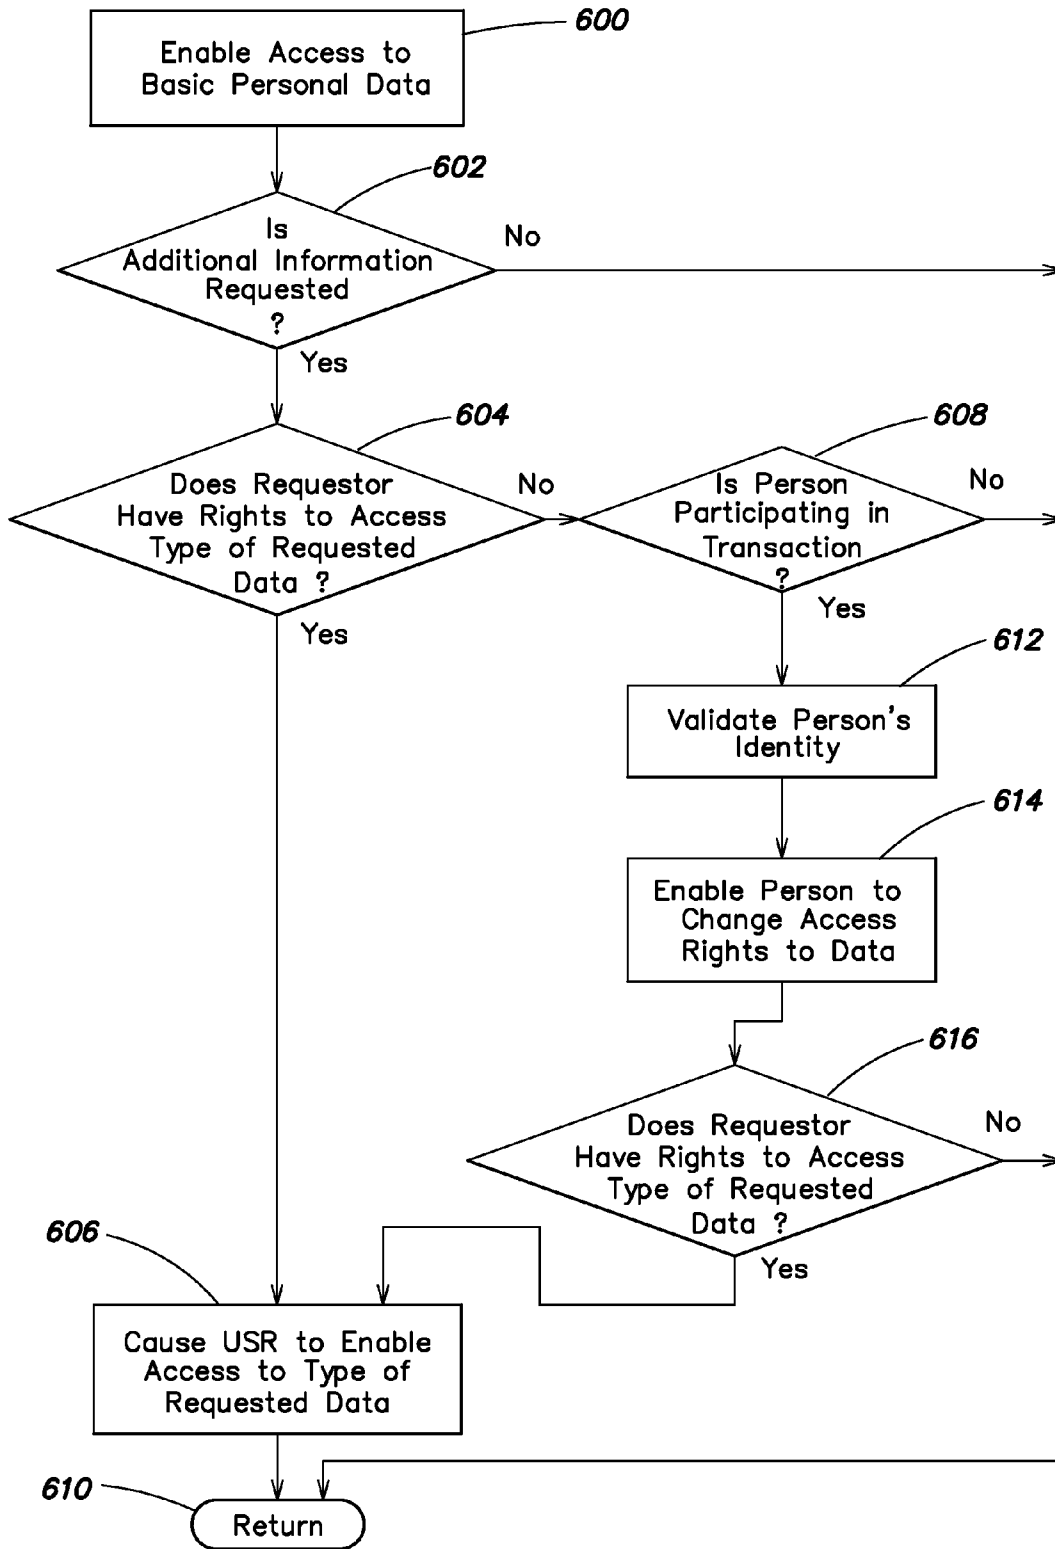 600
Enable Access to
Basic Personal Data
602
Is
Additional Information
Requested
?
No
Yes
604
Does Requestor
Have Rights to Access
Type of Requested
Data ?
No
Yes
608
Is Person
Participating in
Transaction
?
No
Yes
612
Validate Person's
Identity
614
Enable Person to
Change Access
Rights to Data
616
Does Requestor
Have Rights to Access
Type of Requested
Data ?
No
Yes
606
Cause USR to Enable
Access to Type of
Requested Data
610
Return